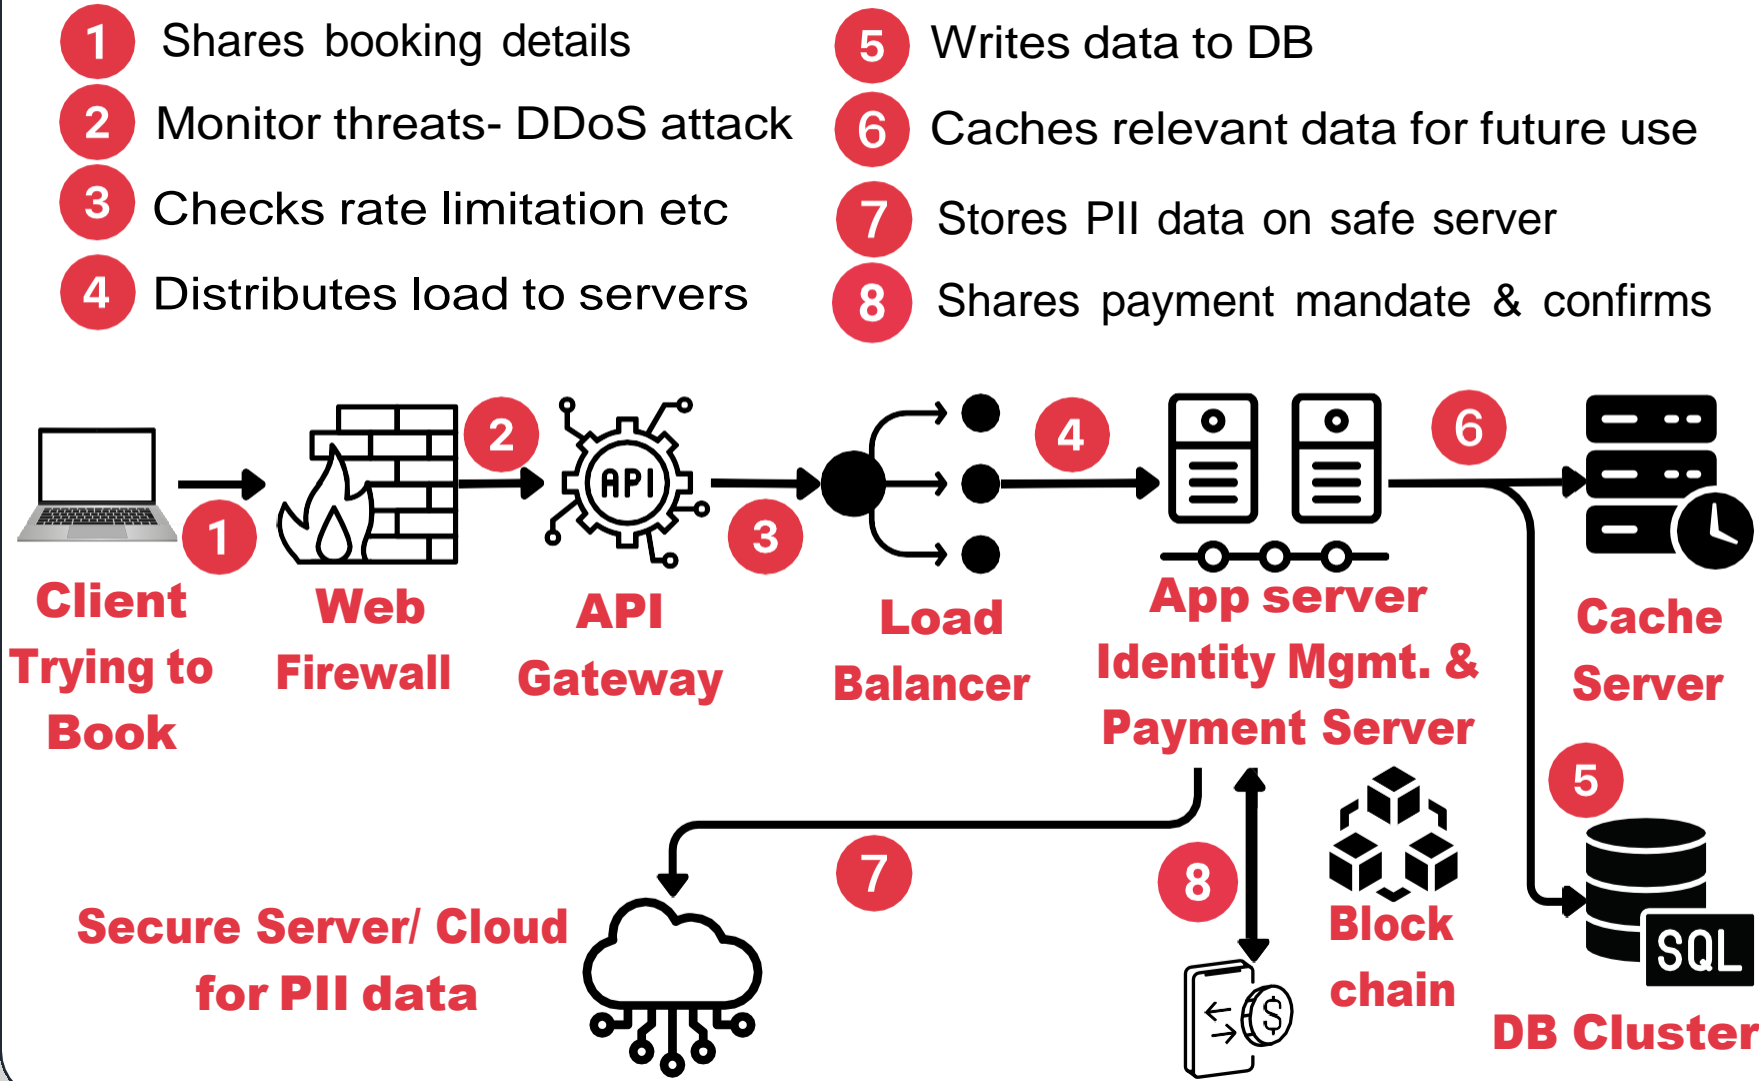 1 Shares booking details
2 Monitor threats- DDoS attack
3 Checks rate limitation etc
4 Distributes load to servers
5 Writes data to DB
6 Caches relevant data for future use
7 Stores PII data on safe server
8 Shares payment mandate & confirms
1
2
API
3
4
6
Client
Trying to
Book
Web
Firewall
API
Gateway
Load
Balancer
App server
Identity Mgmt. &
Payment Server
Cache
Server
5
7
8
Secure Server/ Cloud
for PII data
$
Block
chain
SQL
DB Cluster